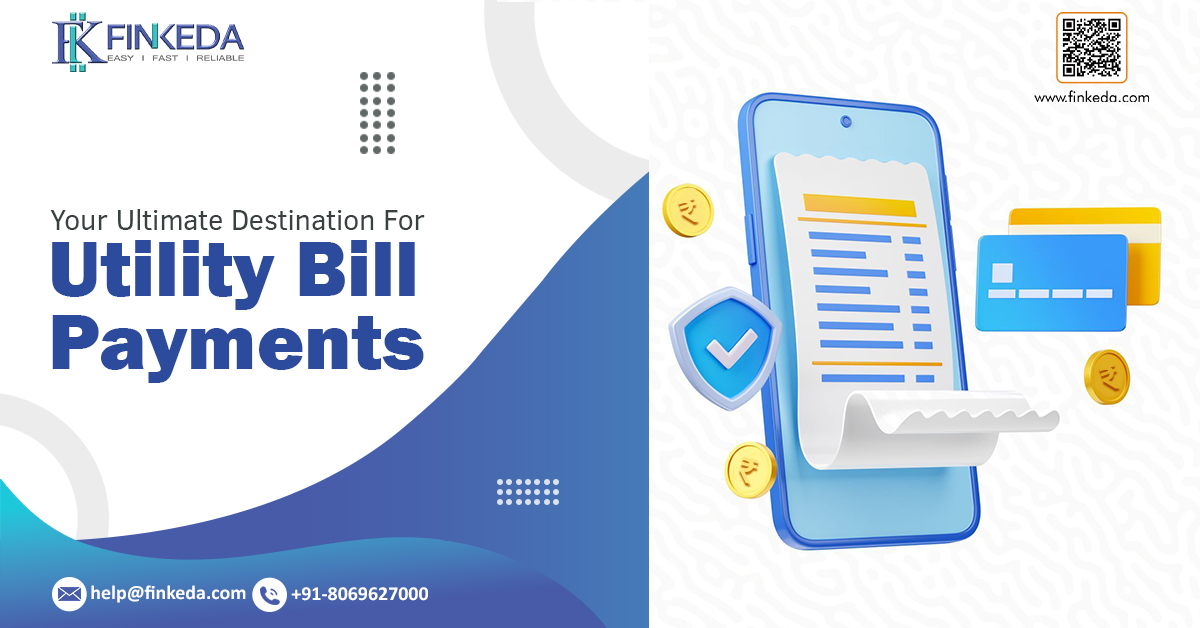 FINKEDA
EASY | FAST | RELIABLE
www.finkeda.com
Your Ultimate Destination For
Utility Bill
Payments
help@finkeda.com
+91-8069627000